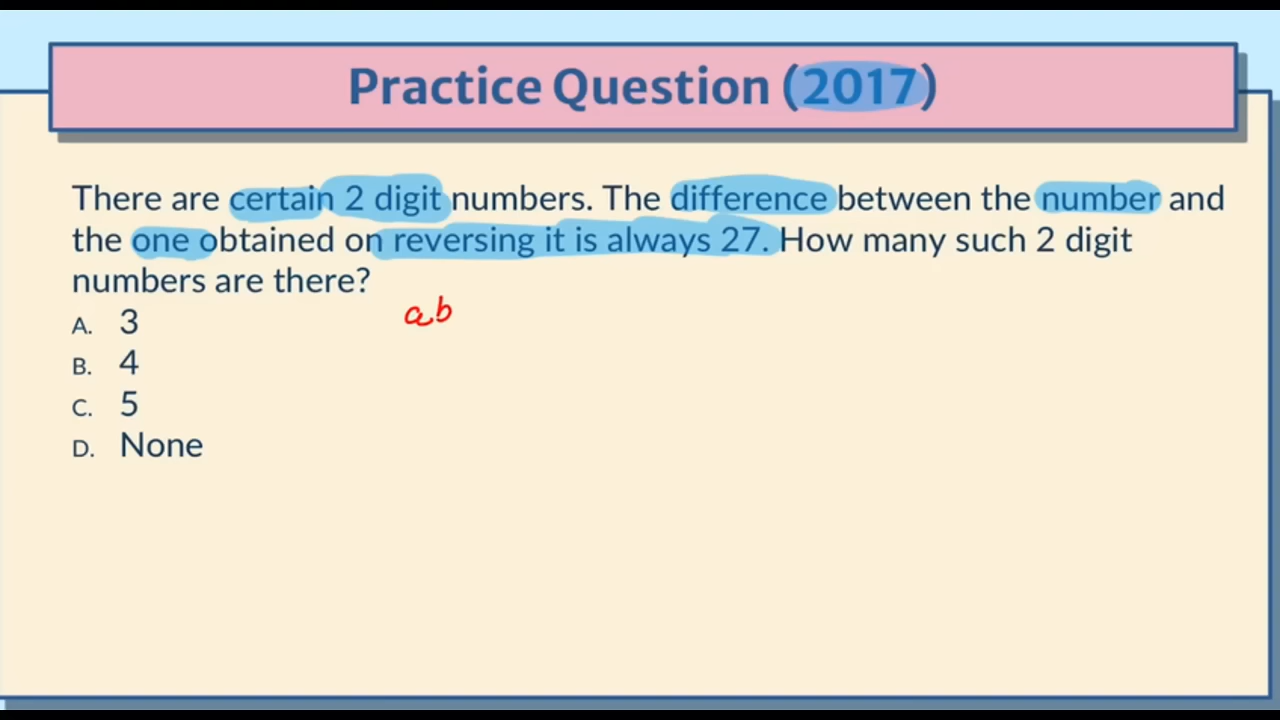 Practice Question (2017)
There are certain 2 digit numbers. The difference between the number and
the one obtained on reversing it is always 27. How many such 2 digit
numbers are there?
ab
A. 3
B. 4
C. 5
D. None